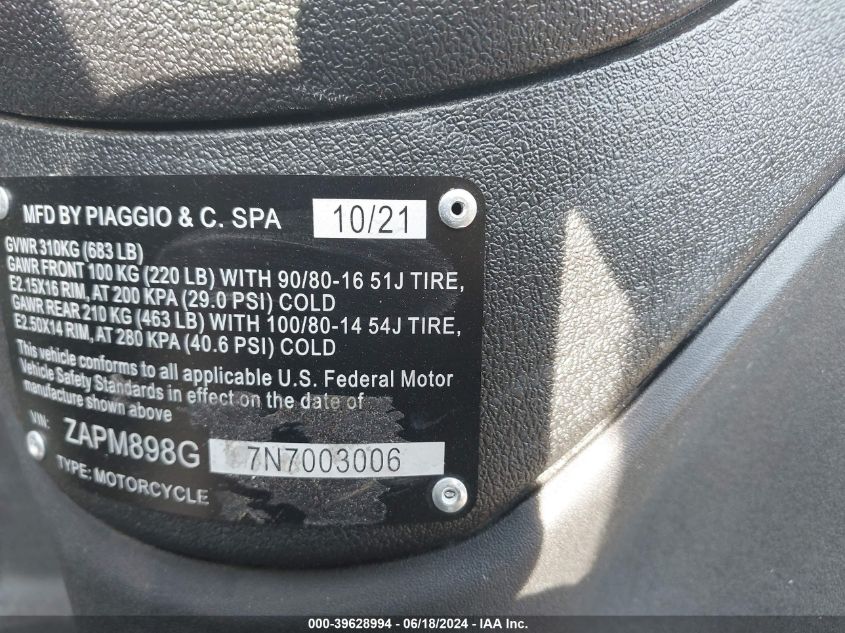 MFD BY PIAGGIO & C. SPA 10/21
GVWR 310KG (683 LB)
GAWR FRONT 100 KG (220 LB) WITH 90/80-16 51J TIRE,
E2.15X16 RIM, AT 200 KPA (29.0 PSI) COLD
GAWR REAR 210 KG (463 LB) WITH 100/80-14 54J TIRE,
E2.50X14 RIM, AT 280 KPA (40.6 PSI) COLD
This vehicle conforms to all applicable U.S. Federal Motor
Vehicle Safety Standards in effect on the date of
manufacture shown above
VIN: ZAPM898G 7N7003006
TYPE: MOTORCYCLE
000-39628994 - 06/18/2024 - IAA Inc.